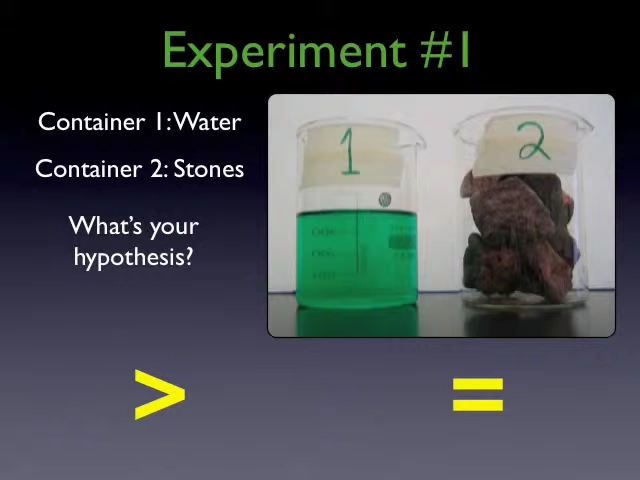 Experiment #1
Container 1: Water
Container 2: Stones
What's your
hypothesis?
1
2
> =